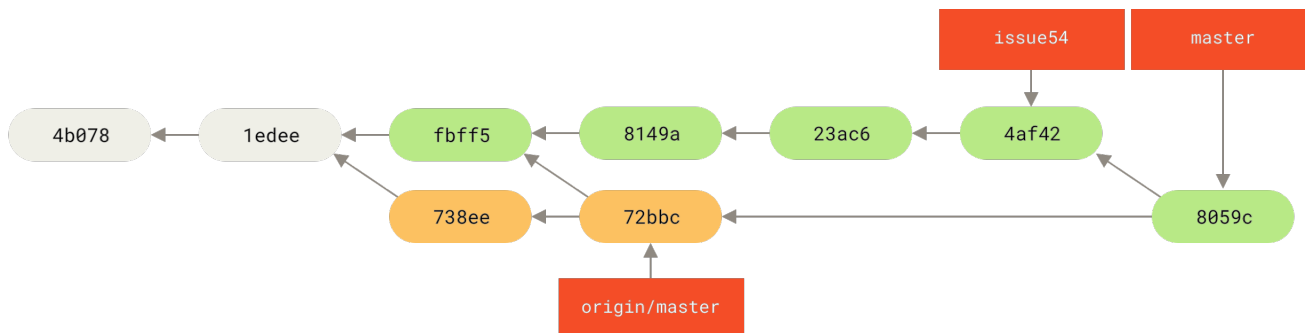 issue54
master
4b078
1edee
fbff5
8149a
23ac6
4af42
738ee
72bbc
8059c
origin/master